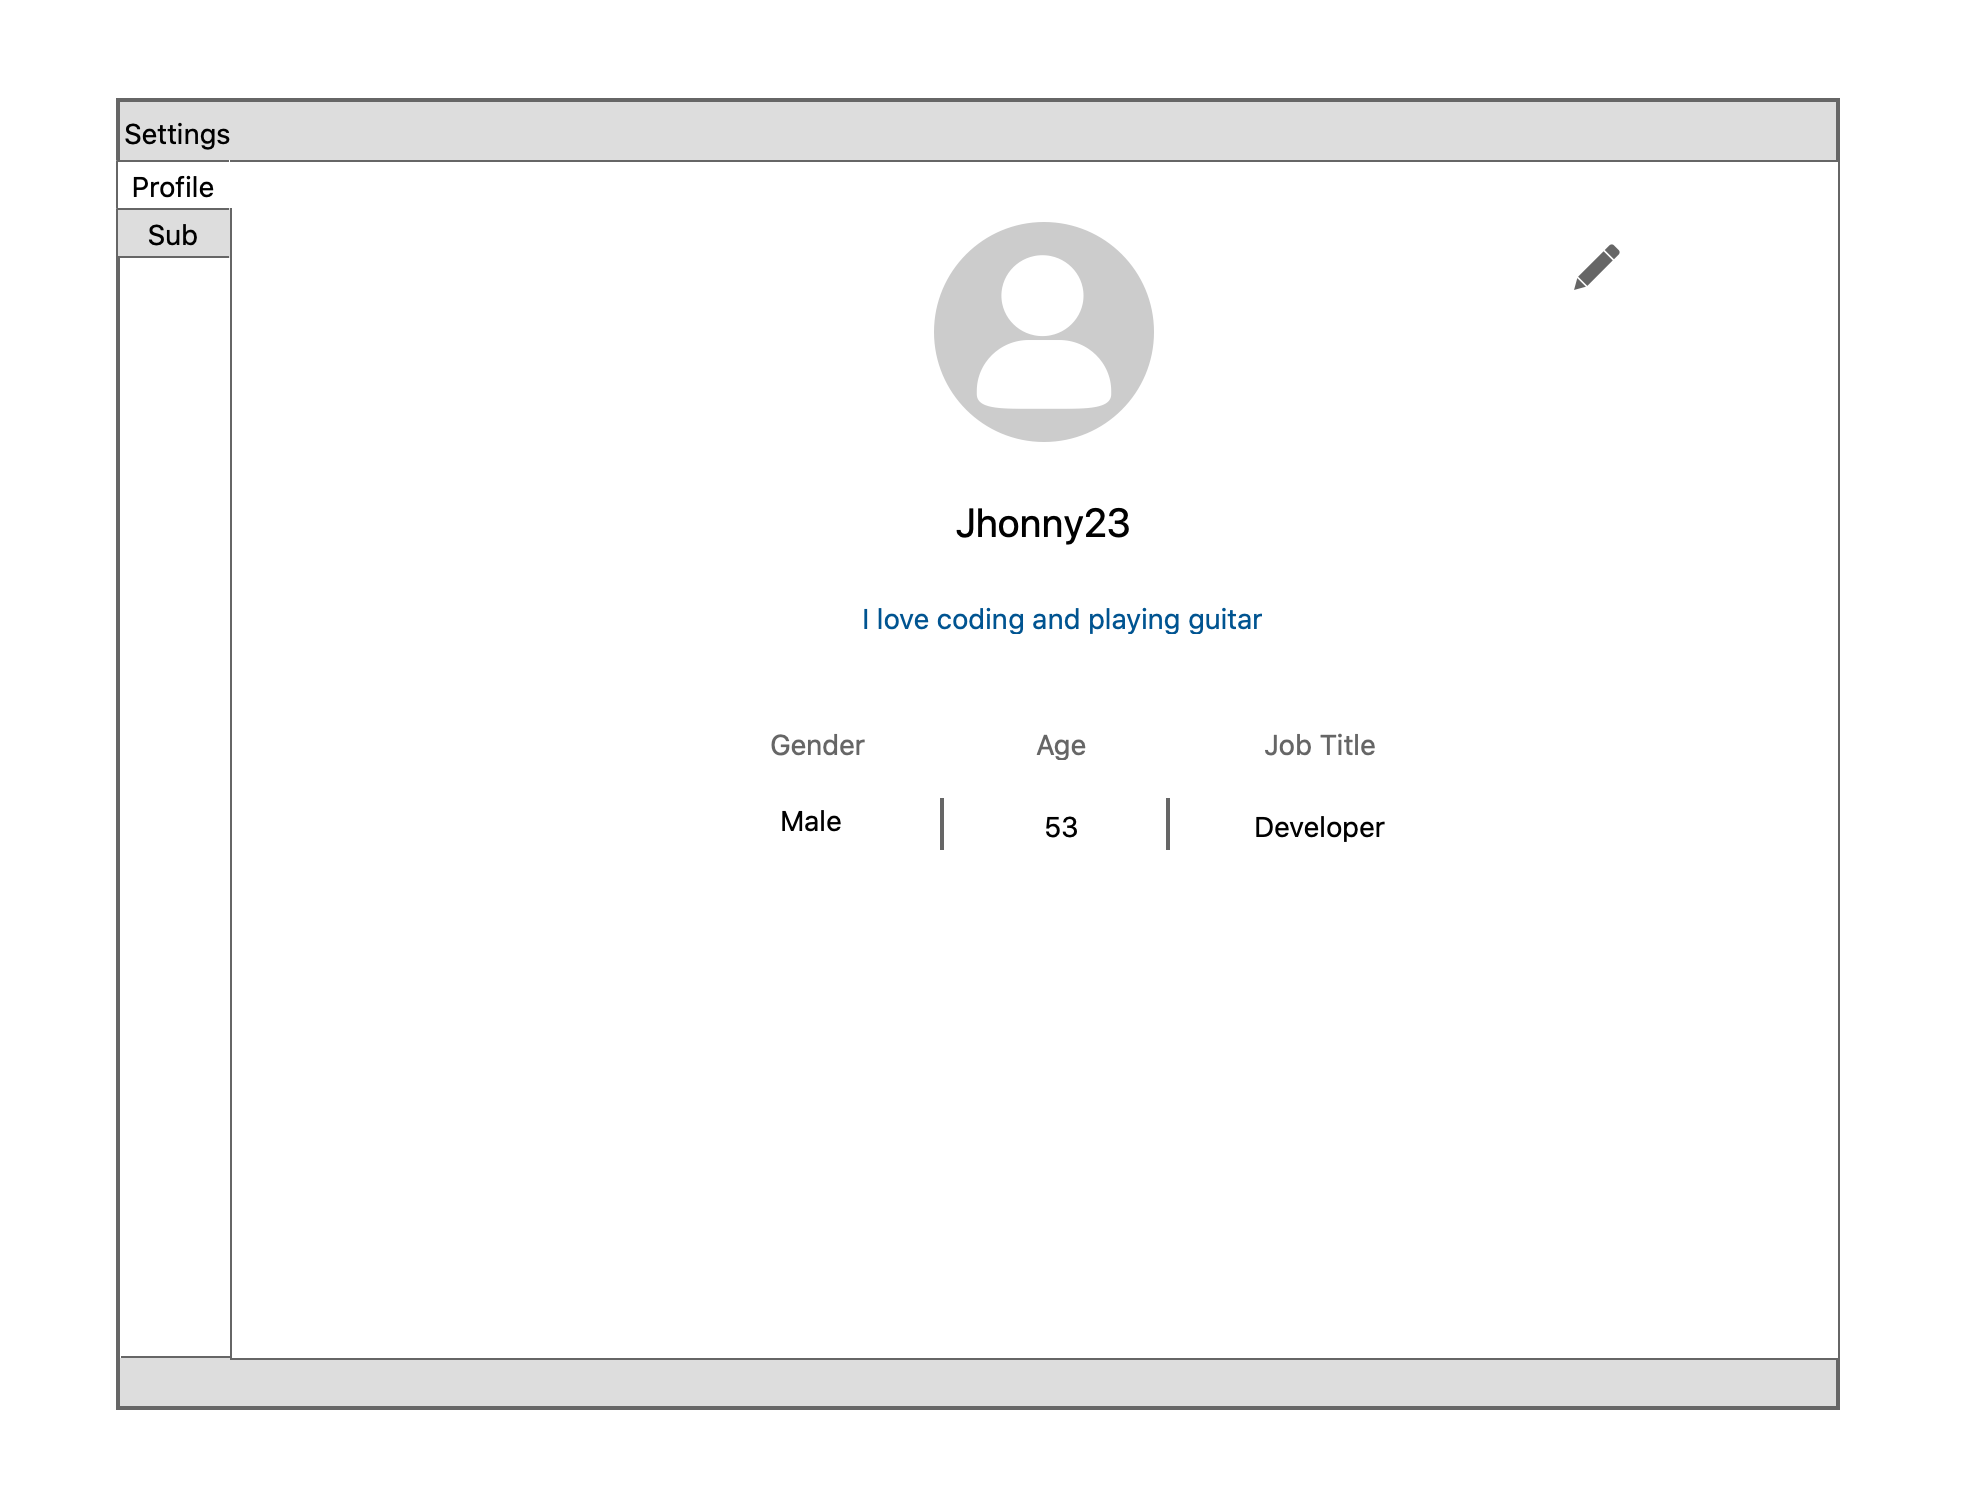 Settings
Profile
Sub
Jhonny23
I love coding and playing guitar
Gender Age Job Title
Male 53 Developer